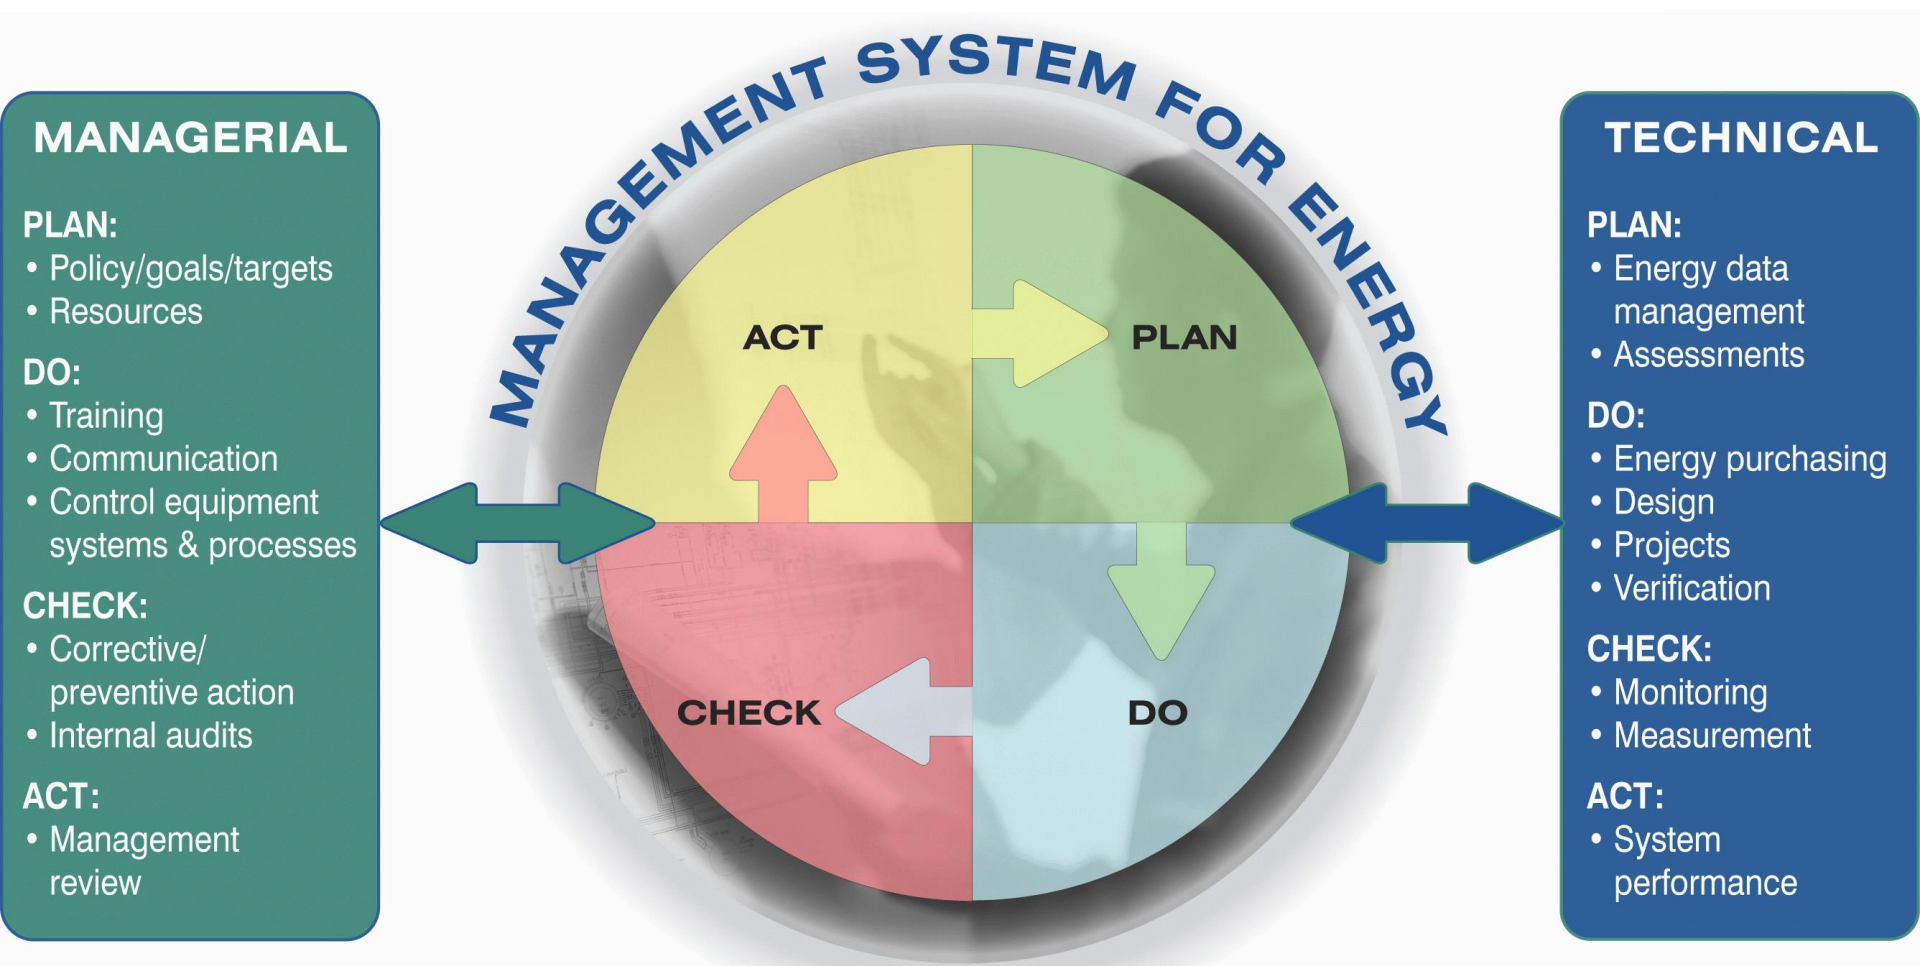 MANAGEMENT SYSTEM FOR ENERGY
MANAGERIAL
PLAN:
• Policy/goals/targets
• Resources
DO:
• Training
• Communication
• Control equipment
systems & processes
CHECK:
• Corrective/
preventive action
• Internal audits
ACT:
• Management
review
ACT
PLAN
CHECK
DO
TECHNICAL
PLAN:
• Energy data
management
• Assessments
DO:
• Energy purchasing
• Design
• Projects
• Verification
CHECK:
• Monitoring
• Measurement
ACT:
• System
performance